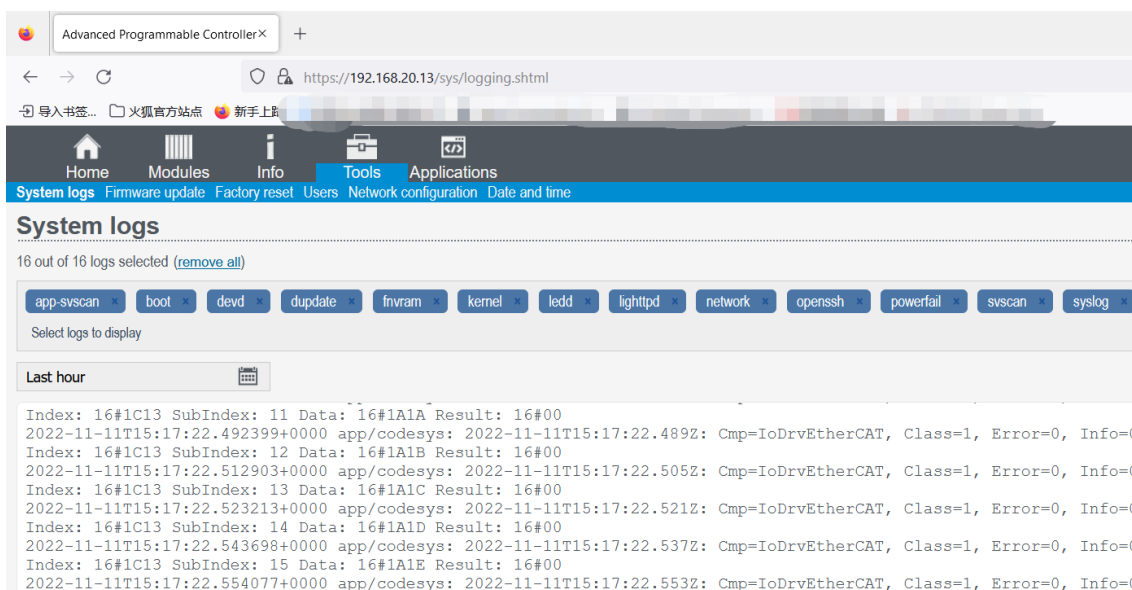 Advanced Programmable Controller× +
https://192.168.20.13/sys/logging.shtml
导入书签... 火狐官方站点 新手上路
Home Modules Info Tools Applications
System logs Firmware update Factory reset Users Network configuration Date and time
System logs
16 out of 16 logs selected (remove all)
app-svscan × boot × devd × dupdate × fnvram × kernel × ledd × lighttpd × network × openssh × powerfail × svscan × syslog ×
Select logs to display
Last hour
Index: 16#1C13 SubIndex: 11 Data: 16#1A1A Result: 16#00
2022-11-11T15:17:22.492399+0000 app/codesys: 2022-11-11T15:17:22.489Z: Cmp=IoDrvEtherCAT, Class=1, Error=0, Info=0
Index: 16#1C13 SubIndex: 12 Data: 16#1A1B Result: 16#00
2022-11-11T15:17:22.512903+0000 app/codesys: 2022-11-11T15:17:22.505Z: Cmp=IoDrvEtherCAT, Class=1, Error=0, Info=0
Index: 16#1C13 SubIndex: 13 Data: 16#1A1C Result: 16#00
2022-11-11T15:17:22.523213+0000 app/codesys: 2022-11-11T15:17:22.521Z: Cmp=IoDrvEtherCAT, Class=1, Error=0, Info=0
Index: 16#1C13 SubIndex: 14 Data: 16#1A1D Result: 16#00
2022-11-11T15:17:22.543698+0000 app/codesys: 2022-11-11T15:17:22.537Z: Cmp=IoDrvEtherCAT, Class=1, Error=0, Info=0
Index: 16#1C13 SubIndex: 15 Data: 16#1A1E Result: 16#00
2022-11-11T15:17:22.554077+0000 app/codesys: 2022-11-11T15:17:22.553Z: Cmp=IoDrvEtherCAT, Class=1, Error=0, Info=0